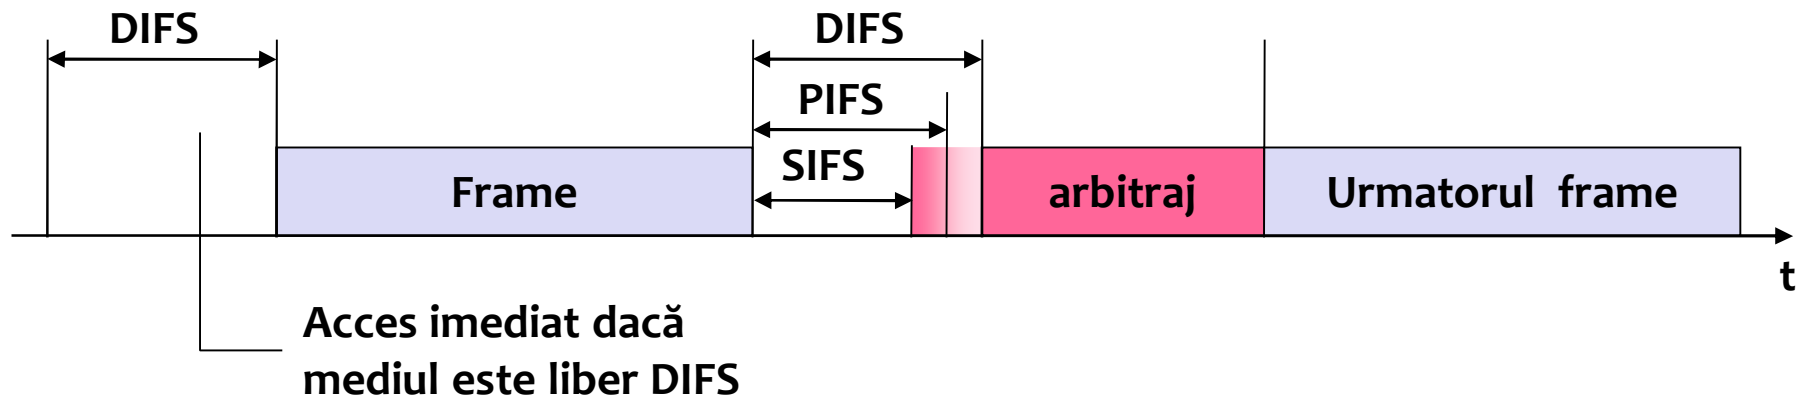 DIFS
DIFS
PIFS
SIFS
Frame
arbitraj
Urmatorul frame
t
Acces imediat dacă
mediul este liber DIFS